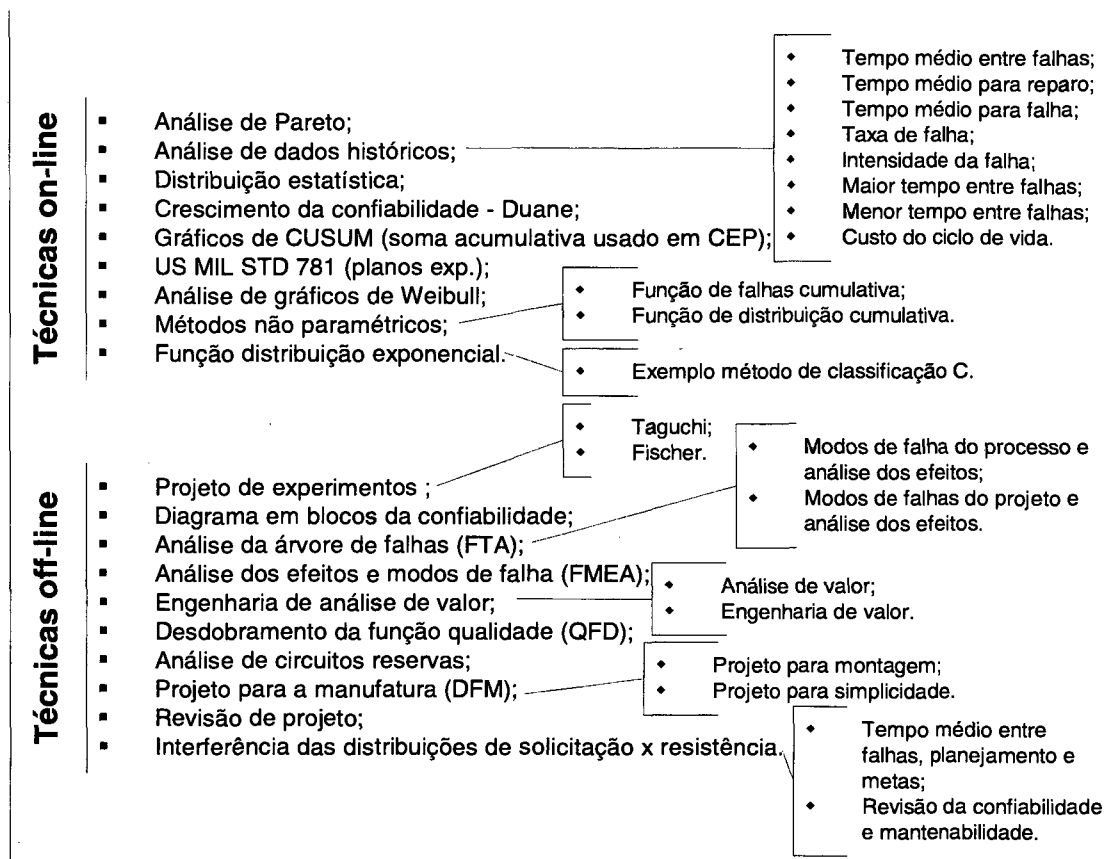 Técnicas on-line
Análise de Pareto;
Análise de dados históricos;
Distribuição estatística;
Crescimento da confiabilidade - Duane;
Gráficos de CUSUM (soma acumulativa usado em CEP);
US MIL STD 781 (planos exp.);
Análise de gráficos de Weibull;
Métodos não paramétricos;
Função distribuição exponencial.
Tempo médio entre falhas;
Tempo médio para reparo;
Tempo médio para falha;
Taxa de falha;
Intensidade da falha;
Maior tempo entre falhas;
Menor tempo entre falhas;
Custo do ciclo de vida.
Função de falhas cumulativa;
Função de distribuição cumulativa.
Exemplo método de classificação C.
Técnicas off-line
Projeto de experimentos ;
Diagrama em blocos da confiabilidade;
Análise da árvore de falhas (FTA);
Análise dos efeitos e modos de falha (FMEA);
Engenharia de análise de valor;
Desdobramento da função qualidade (QFD);
Análise de circuitos reservas;
Projeto para a manufatura (DFM);
Revisão de projeto;
Interferência das distribuições de solicitação x resistência.
Taguchi;
Fischer.
Modos de falha do processo e
análise dos efeitos;
Modos de falhas do projeto e
análise dos efeitos.
Análise de valor;
Engenharia de valor.
Projeto para montagem;
Projeto para simplicidade.
Tempo médio entre
falhas, planejamento e
metas;
Revisão da confiabilidade
e mantenabilidade.